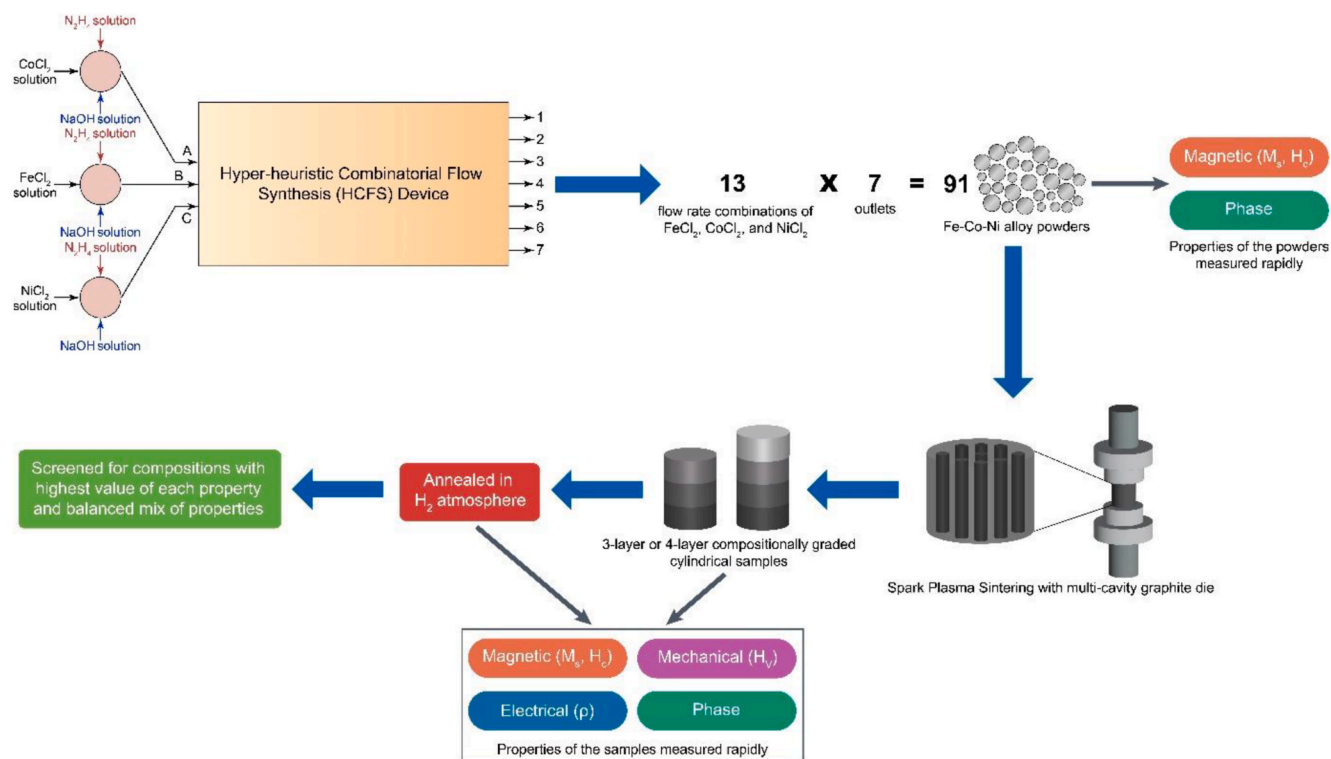 N₂H₄ solution
CoCl₂
solution
NaOH solution
N₂H₄ solution
FeCl₂
solution
NaOH solution
N₂H₄ solution
NiCl₂
solution
NaOH solution
A
B
C
Hyper-heuristic Combinatorial Flow
Synthesis (HCFS) Device
1
2
3
4
5
6
7
13 X 7 = 91
flow rate combinations of
FeCl₂, CoCl₂, and NiCl₂
outlets
Fe-Co-Ni alloy powders
Magnetic (Mₛ, H꜀)
Phase
Properties of the powders
measured rapidly
Spark Plasma Sintering with multi-cavity graphite die
3-layer or 4-layer compositionally graded
cylindrical samples
Annealed in
H₂ atmosphere
Screened for compositions with
highest value of each property
and balanced mix of properties
Magnetic (Mₛ, H꜀)
Mechanical (Hᵥ)
Electrical (ρ)
Phase
Properties of the samples measured rapidly